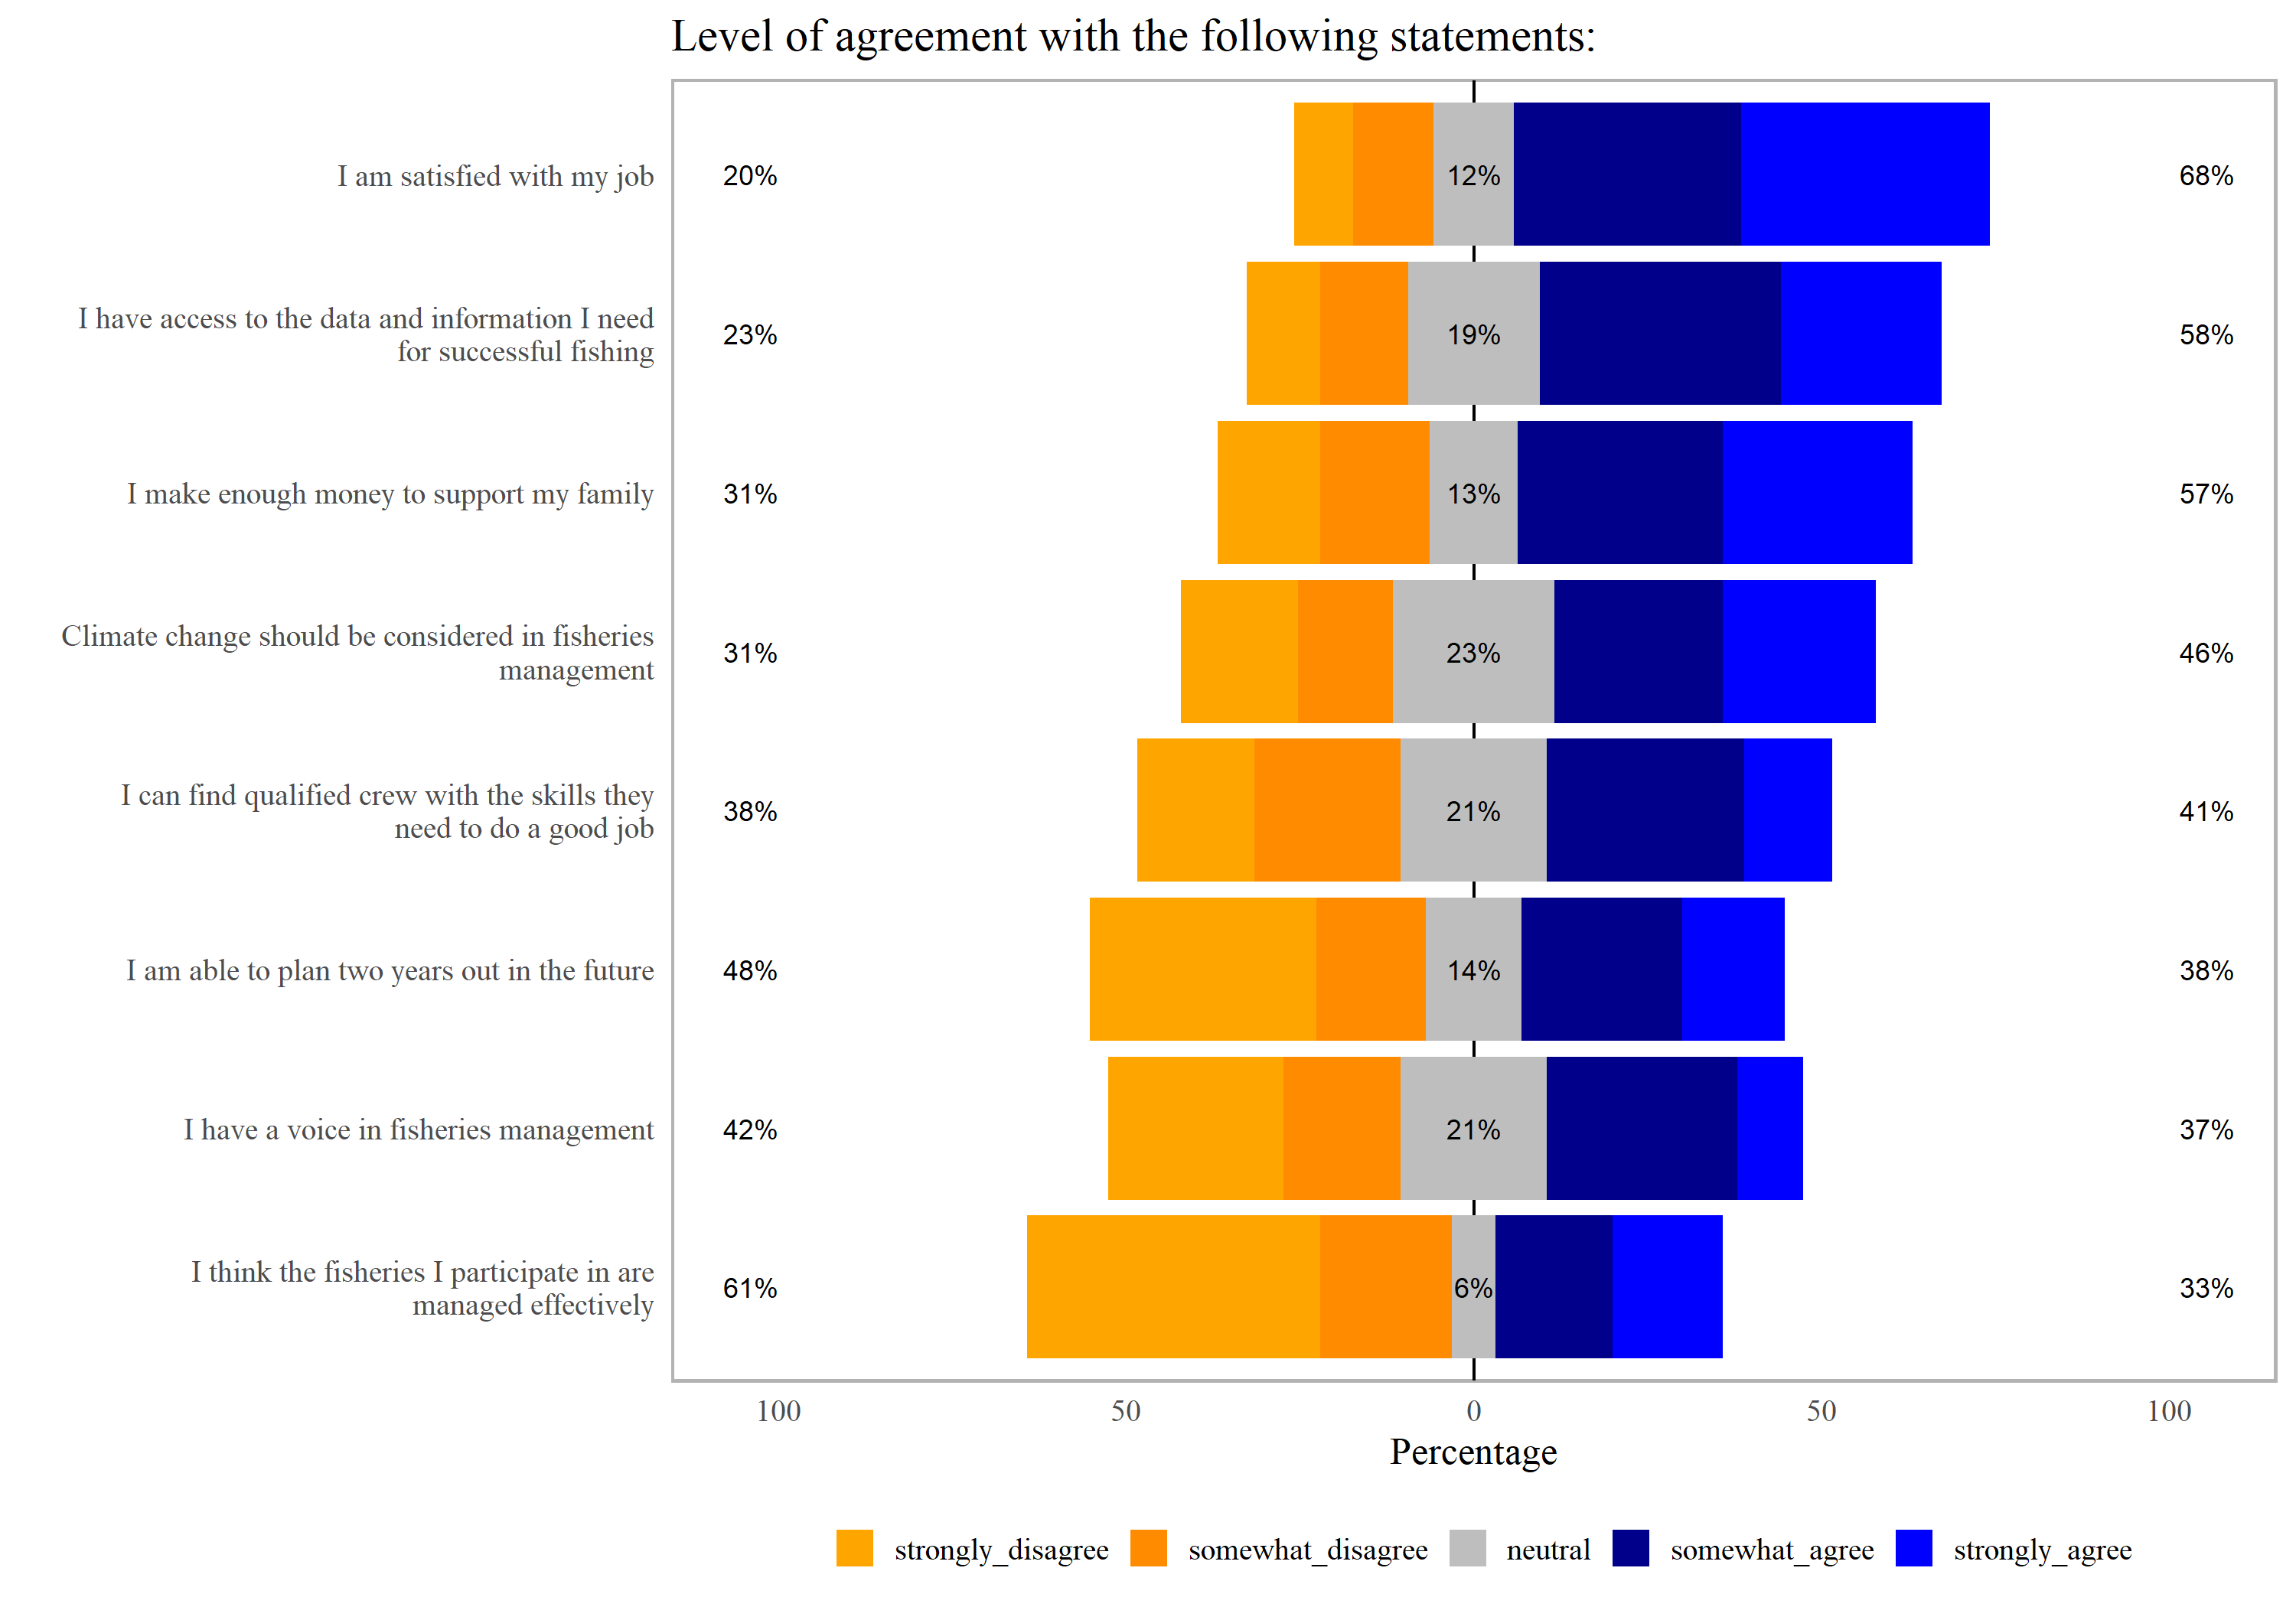 Level of agreement with the following statements:
I am satisfied with my job
20%
12%
68%
I have access to the data and information I need
for successful fishing
23%
19%
58%
I make enough money to support my family
31%
13%
57%
Climate change should be considered in fisheries
management
31%
23%
46%
I can find qualified crew with the skills they
need to do a good job
38%
21%
41%
I am able to plan two years out in the future
48%
14%
38%
I have a voice in fisheries management
42%
21%
37%
I think the fisheries I participate in are
managed effectively
61%
6%
33%
100 50 0 50 100
Percentage
strongly_disagree somewhat_disagree neutral somewhat_agree strongly_agree